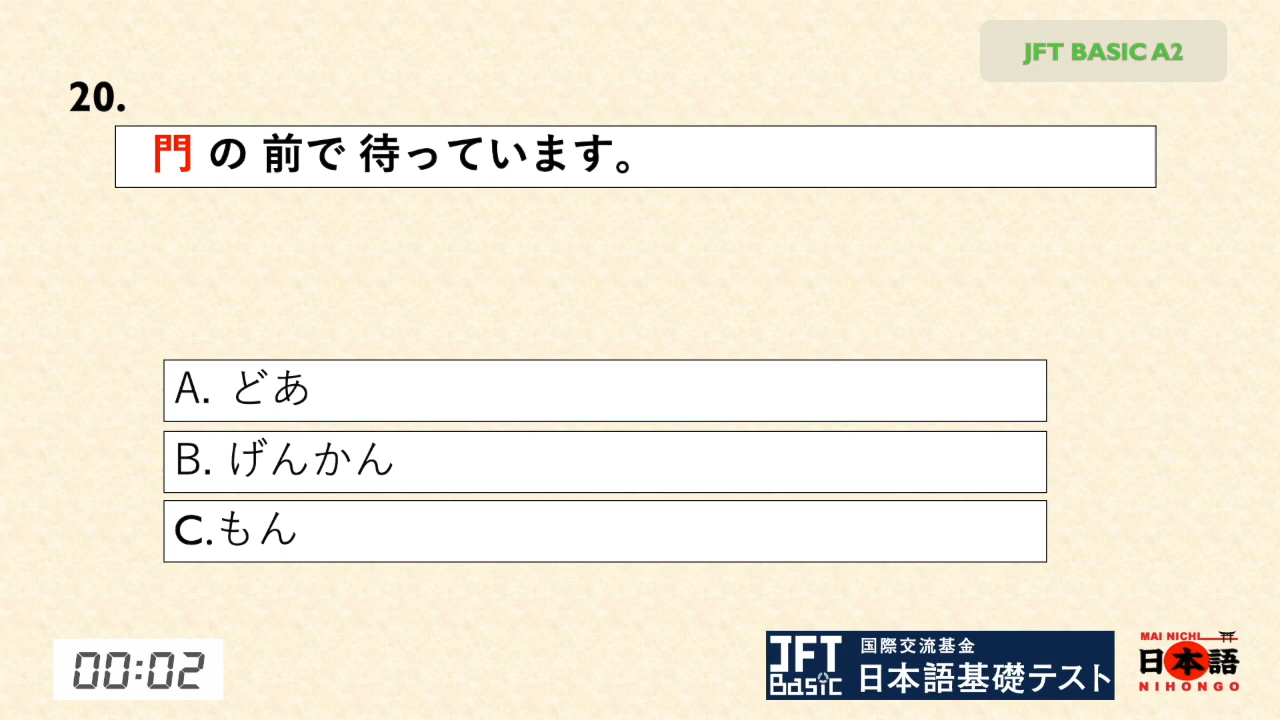 JFT BASIC A2
20.
門 の 前で 待っています。
A. どあ
B. げんかん
C.もん
00:02
JFT Basic
国際交流基金
日本語基礎テスト
MAI NICHI
日本語
NIHONGO